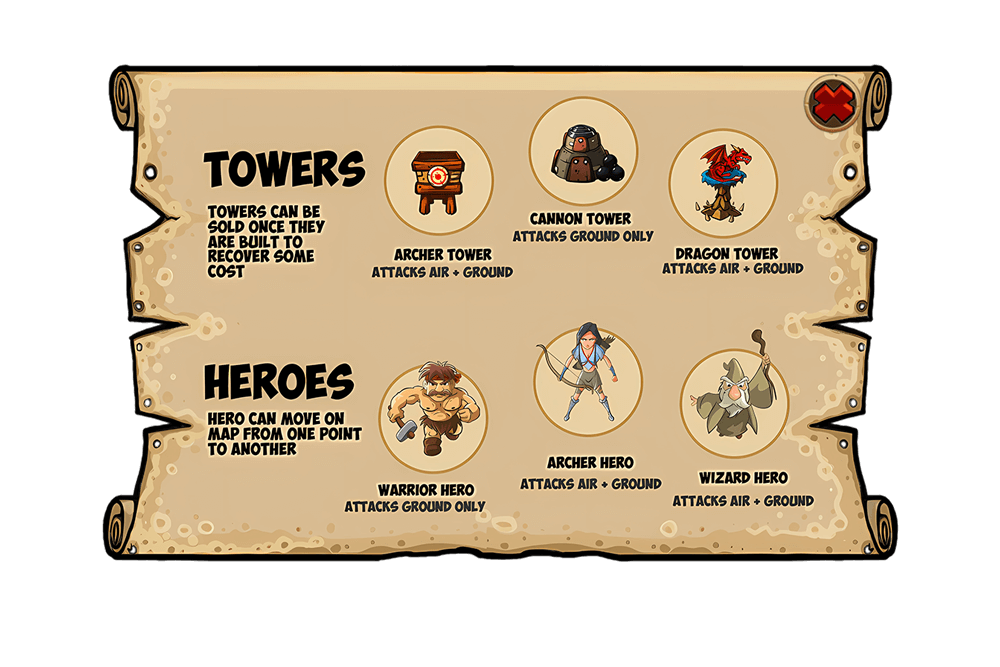 TOWERS
TOWERS CAN BE
SOLD ONCE THEY
ARE BUILT TO
RECOVER SOME
COST
ARCHER TOWER
ATTACKS AIR + GROUND
CANNON TOWER
ATTACKS GROUND ONLY
DRAGON TOWER
ATTACKS AIR + GROUND
HEROES
HERO CAN MOVE ON
MAP FROM ONE POINT
TO ANOTHER
WARRIOR HERO
ATTACKS GROUND ONLY
ARCHER HERO
ATTACKS AIR + GROUND
WIZARD HERO
ATTACKS AIR + GROUND